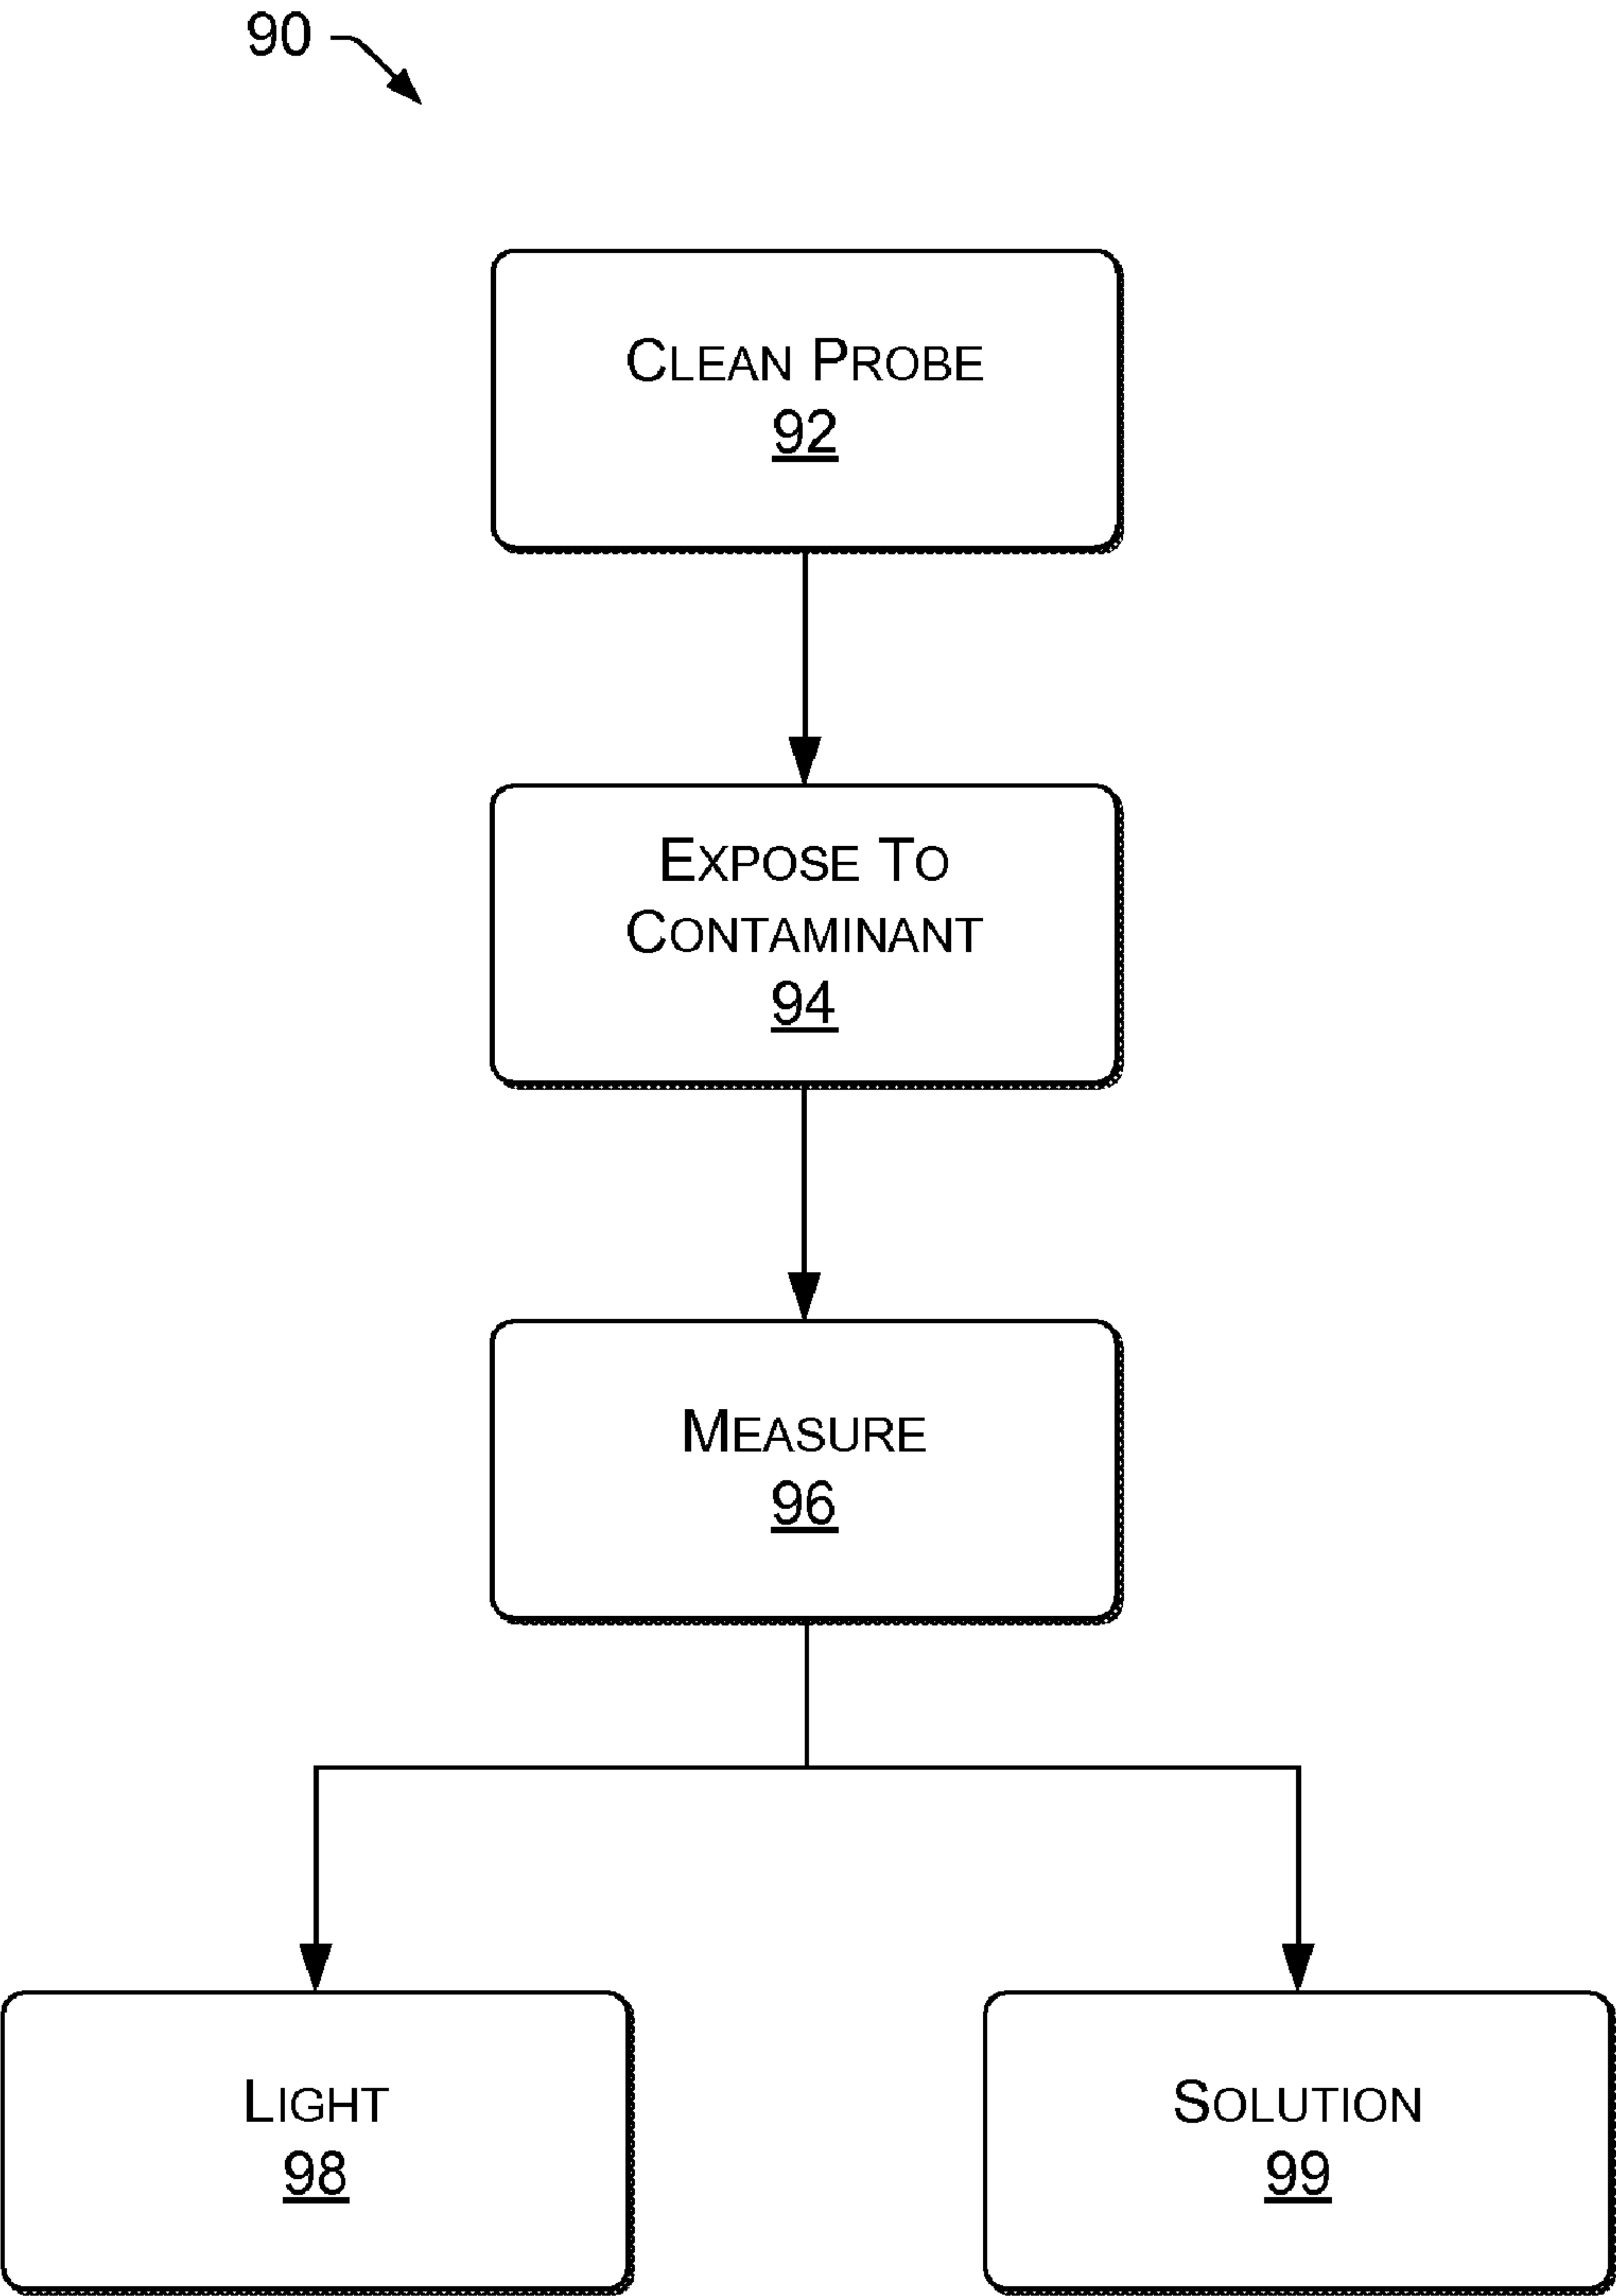 90
CLEAN PROBE
92
EXPOSE TO
CONTAMINANT
94
MEASURE
96
LIGHT
98
SOLUTION
99